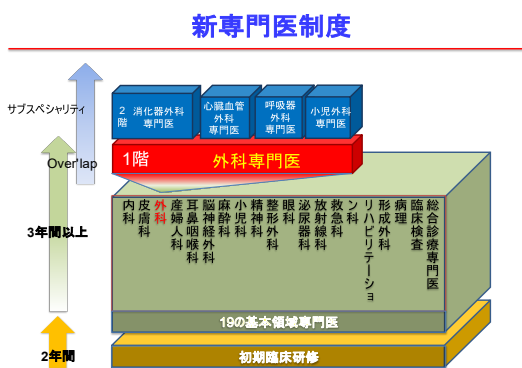 新専門医制度
サブスペシャリティ
2階
消化器外科
専門医
心臓血管
外科
専門医
呼吸器
外科
専門医
小児外科
専門医
Over'lap
1階
外科専門医
3年間以上
内科
皮膚科
外科
産婦人科
耳鼻咽喉科
脳神経外科
麻酔科
小児科
精神科
整形外科
眼科
泌尿器科
放射線科
救急科
ン科
リハビリテーショ
形成外科
病理
臨床検査
総合診療専門医
19の基本領域専門医
2年間
初期臨床研修